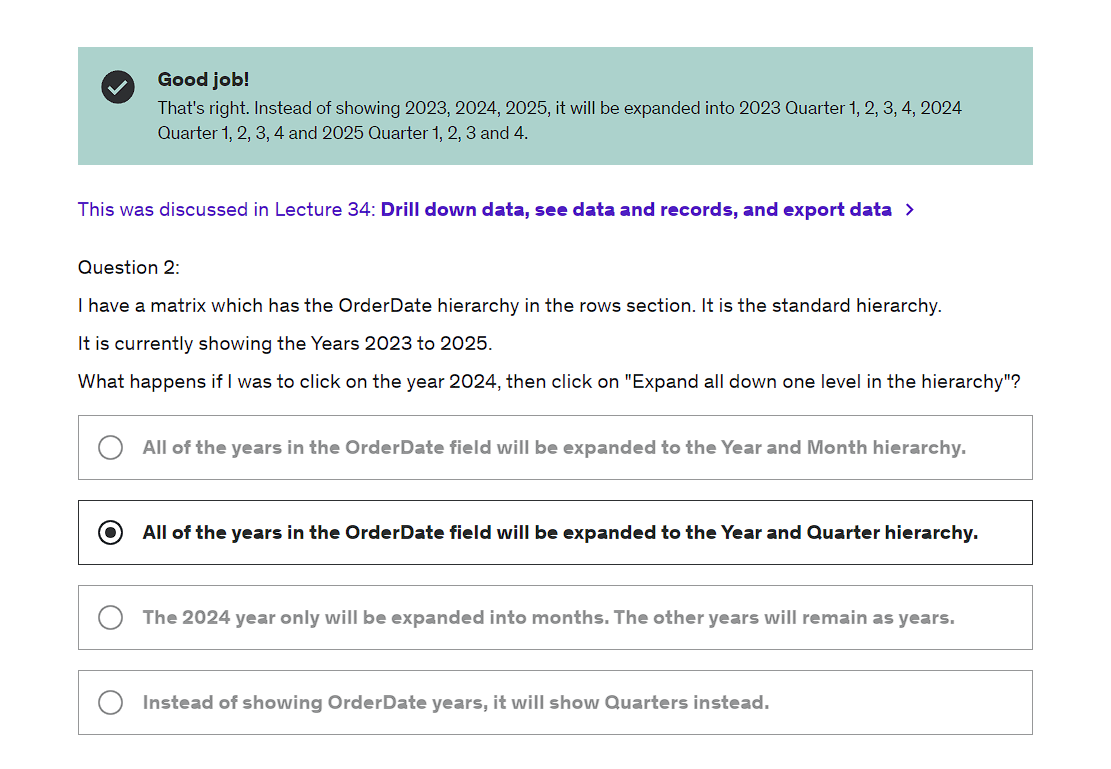 Good job!
That's right. Instead of showing 2023, 2024, 2025, it will be expanded into 2023 Quarter 1, 2, 3, 4, 2024
Quarter 1, 2, 3, 4 and 2025 Quarter 1, 2, 3 and 4.
This was discussed in Lecture 34: Drill down data, see data and records, and export data
Question 2:
I have a matrix which has the OrderDate hierarchy in the rows section. It is the standard hierarchy.
It is currently showing the Years 2023 to 2025.
What happens if I was to click on the year 2024, then click on "Expand all down one level in the hierarchy"?
All of the years in the OrderDate field will be expanded to the Year and Month hierarchy.
All of the years in the OrderDate field will be expanded to the Year and Quarter hierarchy.
The 2024 year only will be expanded into months. The other years will remain as years.
Instead of showing OrderDate years, it will show Quarters instead.